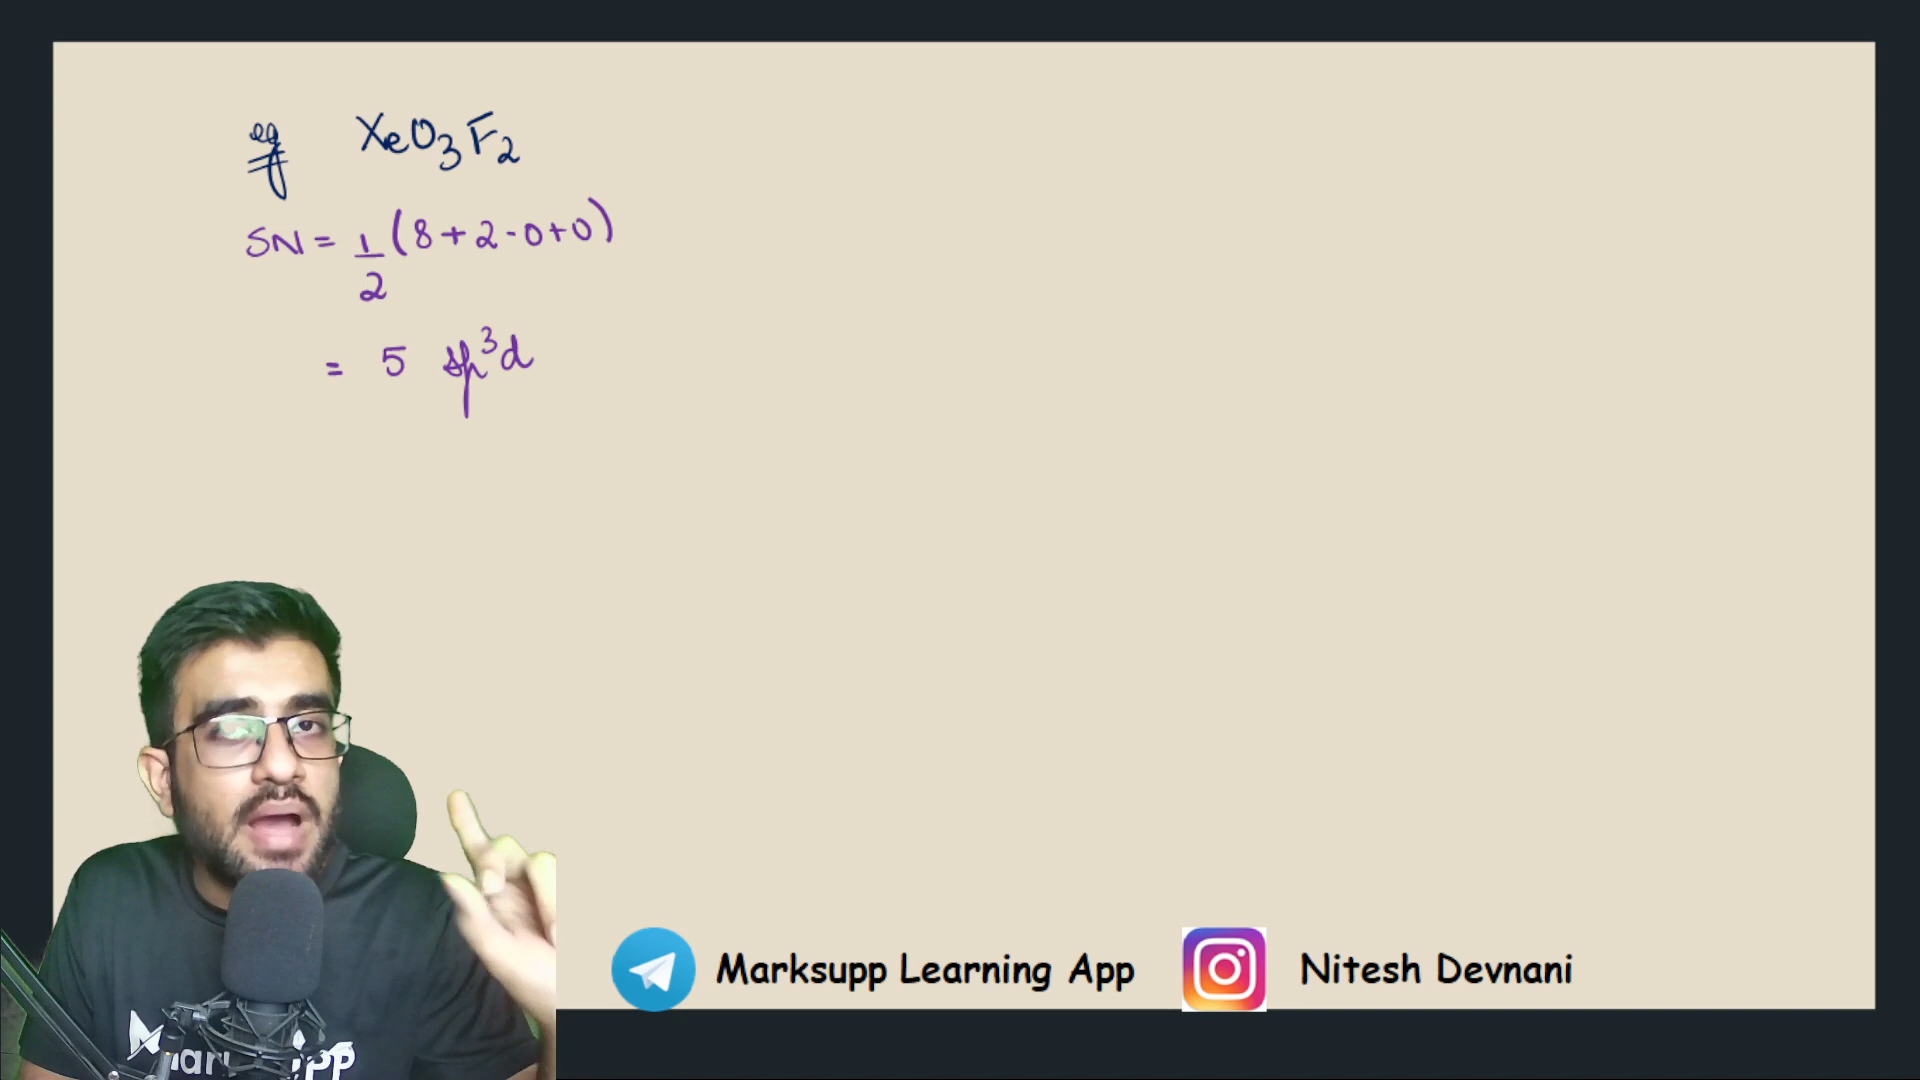 eg XeO3F2
SN = 1/2 (8+2-0+0)
= 5 sp³d
Marksupp Learning App
Nitesh Devnani